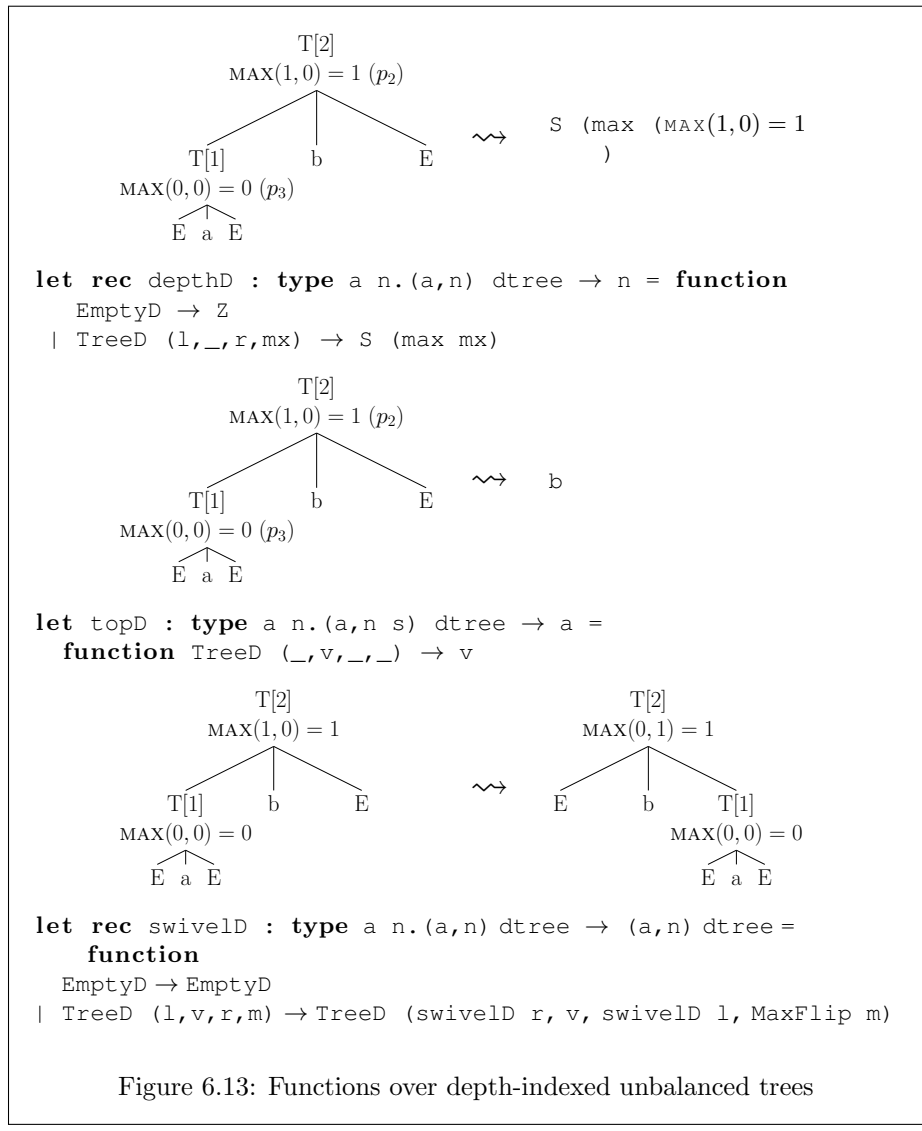 T[2]
MAX(1, 0) = 1 (p₂)
⇝ S (max (MAX(1, 0) = 1
)
T[1] b E
MAX(0, 0) = 0 (p₃)
E a E
let rec depthD : type a n.(a,n) dtree → n = function
EmptyD → Z
| TreeD (l,_,r,mx) → S (max mx)
T[2]
MAX(1, 0) = 1 (p₂)
⇝ b
T[1] b E
MAX(0, 0) = 0 (p₃)
E a E
let topD : type a n.(a,n s) dtree → a =
function TreeD (_,v,_,_) → v
T[2] T[2]
MAX(1, 0) = 1 MAX(0, 1) = 1
⇝
T[1] b E E b T[1]
MAX(0, 0) = 0 MAX(0, 0) = 0
E a E E a E
let rec swivelD : type a n.(a,n) dtree → (a,n) dtree =
function
EmptyD → EmptyD
| TreeD (l,v,r,m) → TreeD (swivelD r, v, swivelD l, MaxFlip m)
Figure 6.13: Functions over depth-indexed unbalanced trees